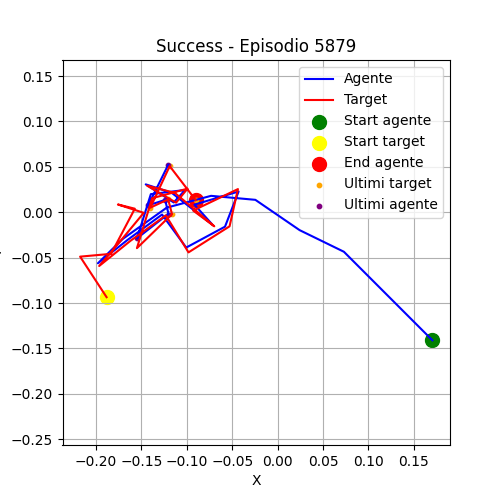 Success - Episodio 5879
0.15
0.10
0.05
0.00
−0.05
−0.10
−0.15
−0.20
−0.25
Agente
Target
Start agente
Start target
End agente
Ultimi target
Ultimi agente
−0.20 −0.15 −0.10 −0.05 0.00 0.05 0.10 0.15
X